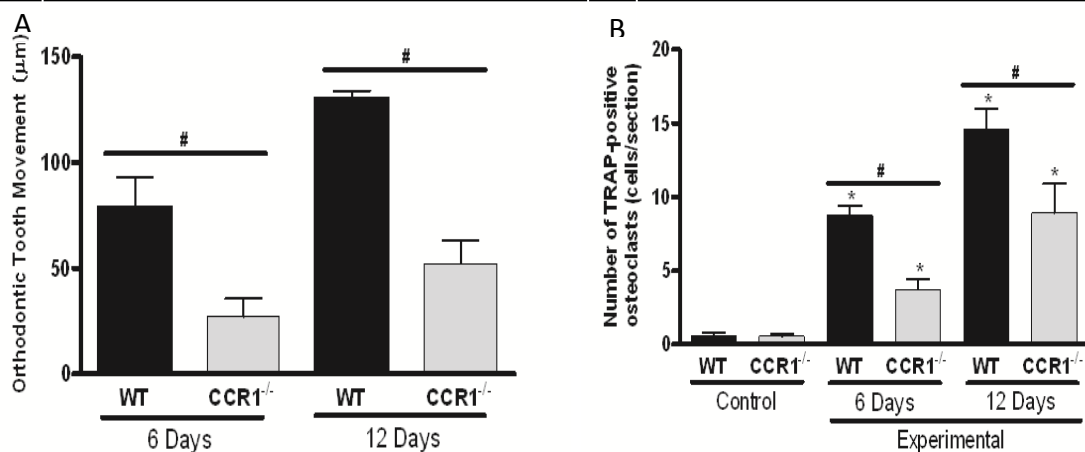 A
Orthodontic Tooth Movement (µm)
150
100
50
0
#
#
WT
CCR1-/-
WT
CCR1-/-
6 Days
12 Days
B
Number of TRAP-positive
osteoclasts (cells/section)
20
15
10
5
0
#
#
*
*
*
*
WT
CCR1-/-
WT
CCR1-/-
WT
CCR1-/-
Control
6 Days
12 Days
Experimental